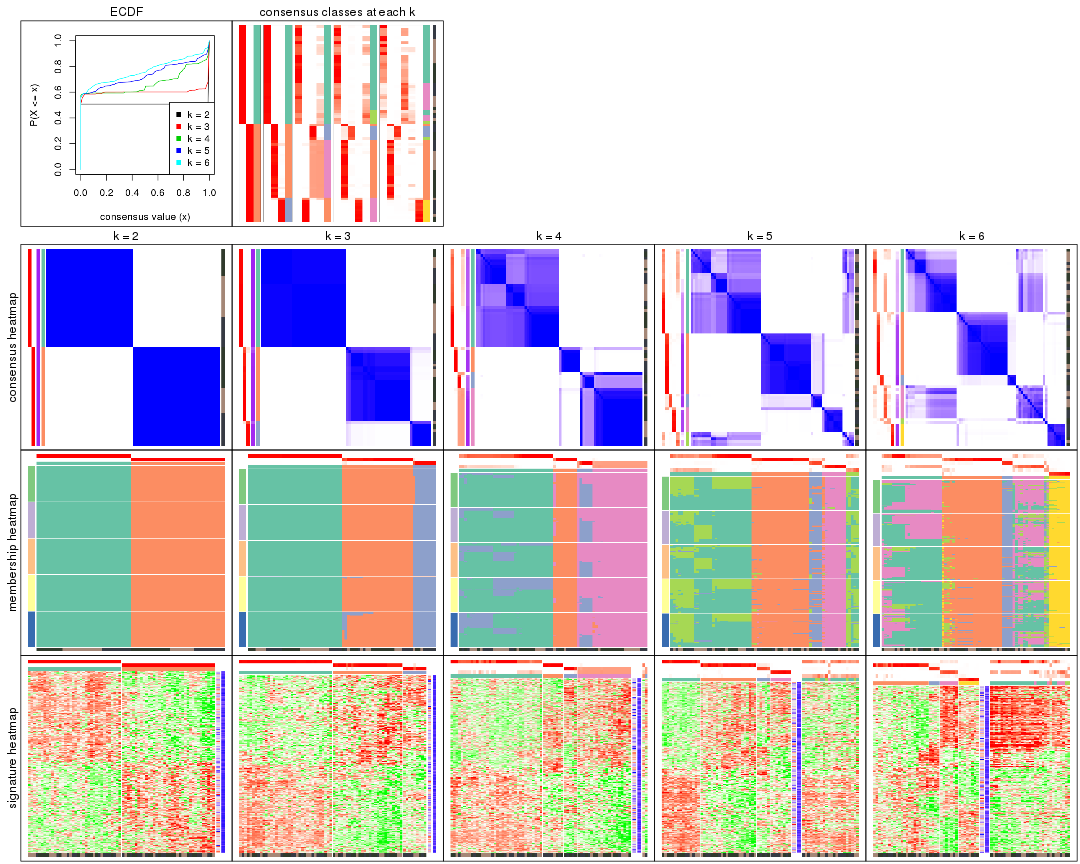 ECDF
consensus classes at each k
P(X <= x)
0.0 0.2 0.4 0.6 0.8 1.0
k = 2
k = 3
k = 4
k = 5
k = 6
0.0 0.2 0.4 0.6 0.8 1.0
consensus value (x)
k = 2 k = 3 k = 4 k = 5 k = 6
consensus heatmap
membership heatmap
signature heatmap